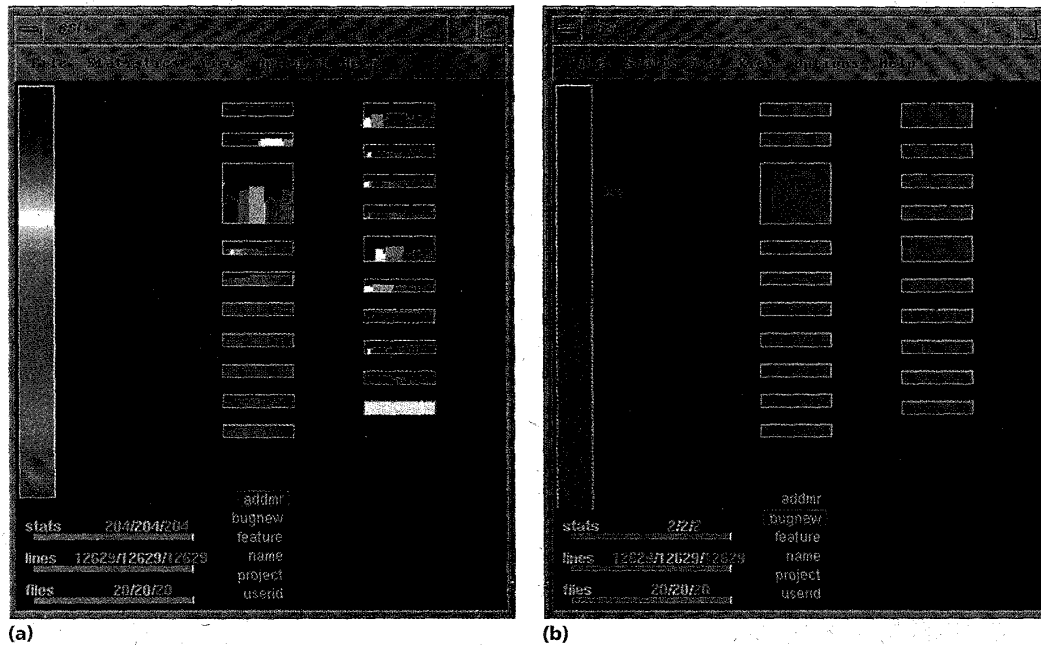 addmr
bugnew
stats 204/204/204
feature
lines 12629/12629/12629
name
project
files 20/20/20
userid
(a)
addmr
bugnew
stats 2/2/2
feature
lines 12629/12629/12629
name
project
files 20/20/20
userid
(b)